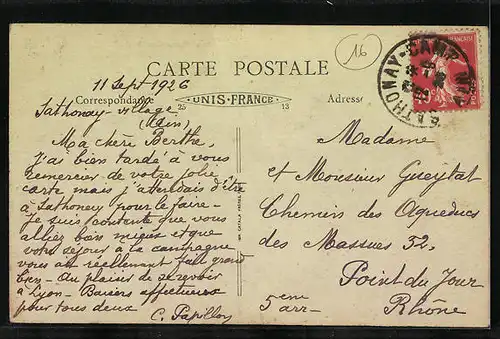 16
CARTE POSTALE
SATHONAY-CAMP AIN
11 Sept 1926
Correspondance
25 UNIS-FRANCE 13
Adresse
Sathonay-village
(Ain)
Ma chère Berthe,
J'ai bien tardé à vous
remercier de votre jolie
carte mais j'attendais d'être
à Sathonay pour le faire -
Je suis contente que vous
alliez bien mieux et que
votre séjour à la campagne
vous ait réellement fait grand
bien - Au plaisir de se revoir
à Lyon - Baisers affectueux
pour tous deux
C. Papillon
Madame
et Monsieur Gueytat
Chemin des Aqueducs
des Massues 32.
Point du Jour
5eme arr- Rhône